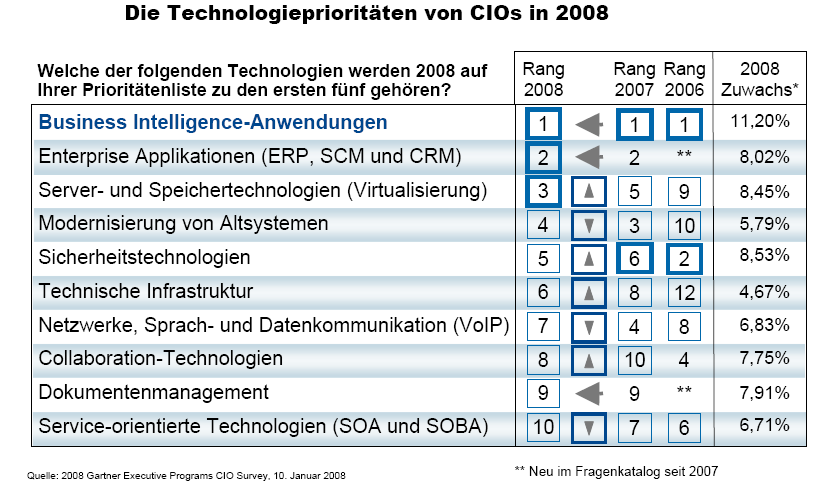 Die Technologieprioritäten von CIOs in 2008
Welche der folgenden Technologien werden 2008 auf Ihrer Prioritätenliste zu den ersten fünf gehören? Rang 2008 Rang 2007 Rang 2006 2008 Zuwachs*
Business Intelligence-Anwendungen 1 1 1 11,20%
Enterprise Applikationen (ERP, SCM und CRM) 2 2 ** 8,02%
Server- und Speichertechnologien (Virtualisierung) 3 5 9 8,45%
Modernisierung von Altsystemen 4 3 10 5,79%
Sicherheitstechnologien 5 6 2 8,53%
Technische Infrastruktur 6 8 12 4,67%
Netzwerke, Sprach- und Datenkommunikation (VoIP) 7 4 8 6,83%
Collaboration-Technologien 8 10 4 7,75%
Dokumentenmanagement 9 9 ** 7,91%
Service-orientierte Technologien (SOA und SOBA) 10 7 6 6,71%
Quelle: 2008 Gartner Executive Programs CIO Survey, 10. Januar 2008 ** Neu im Fragenkatalog seit 2007